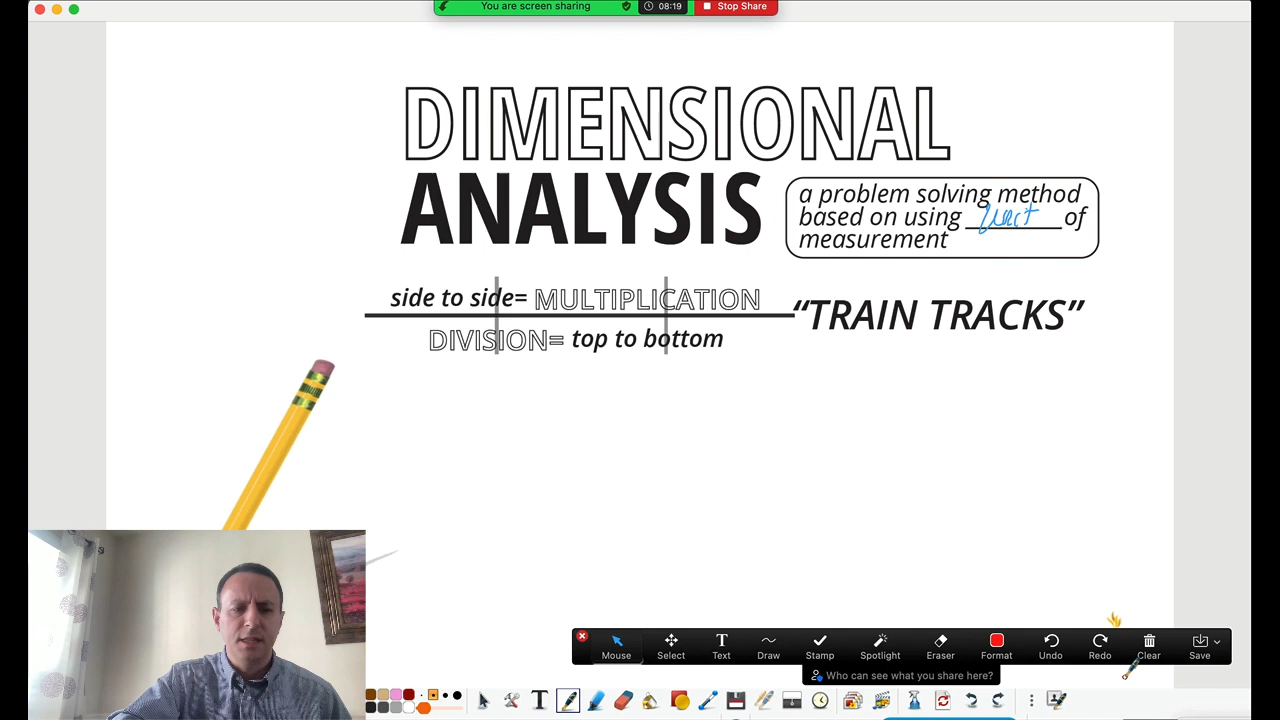 You are screen sharing 08:19 Stop Share
DIMENSIONAL
ANALYSIS
a problem solving method
based on using unit of
measurement
side to side= MULTIPLICATION
DIVISION= top to bottom
“TRAIN TRACKS”
Mouse Select Text Draw Stamp Spotlight Eraser Format Undo Redo Clear Save
Who can see what you share here?